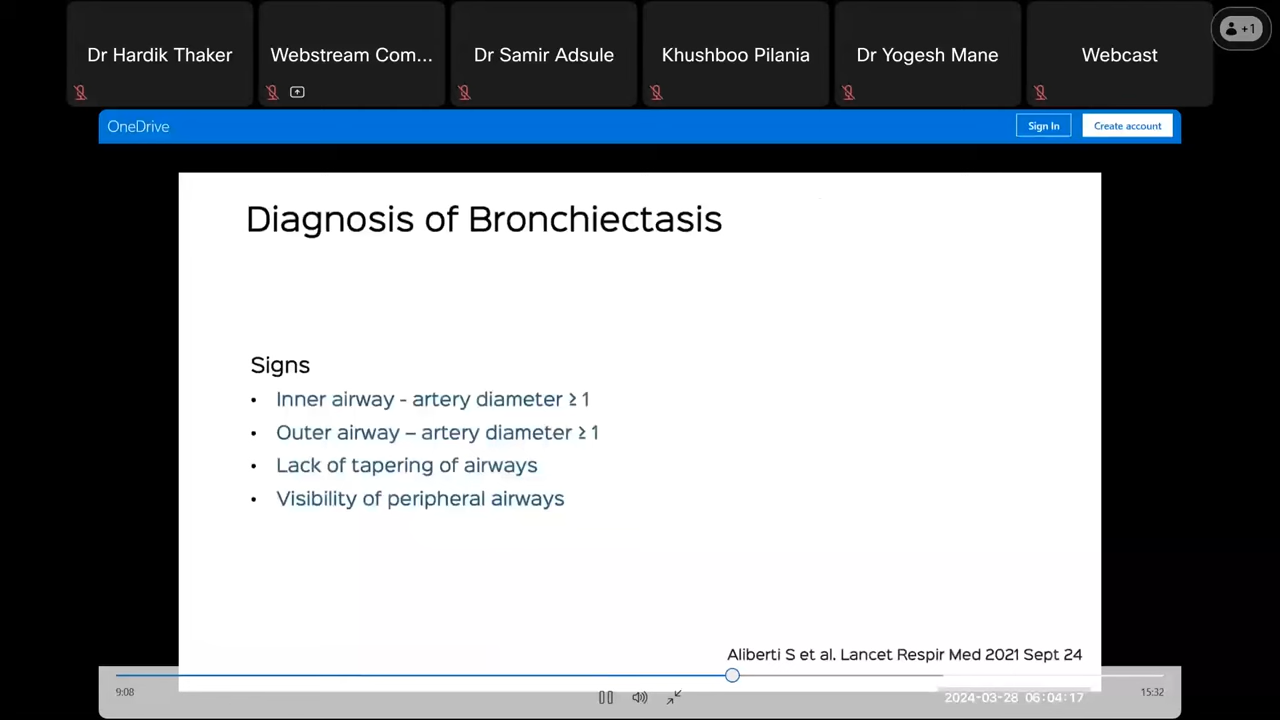 Dr Hardik Thaker
Webstream Com...
Dr Samir Adsule
Khushboo Pilania
Dr Yogesh Mane
Webcast
+1
OneDrive
Sign In
Create account
Diagnosis of Bronchiectasis
Signs
• Inner airway - artery diameter ≥ 1
• Outer airway – artery diameter ≥ 1
• Lack of tapering of airways
• Visibility of peripheral airways
Aliberti S et al. Lancet Respir Med 2021 Sept 24
9:08
2024-03-28 06:04:17
15:32